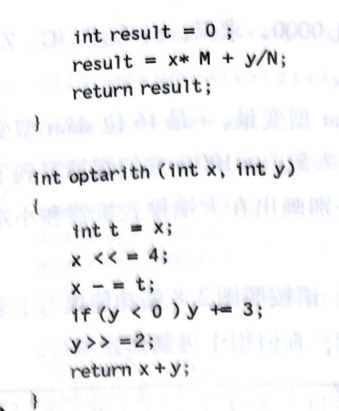 int result = 0 ;
result = x* M + y/N;
return result;
}
int optarith (int x, int y)
{
int t = x;
x << = 4;
x - = t;
if (y < 0 ) y += 3;
y>> =2;
return x+y;
}